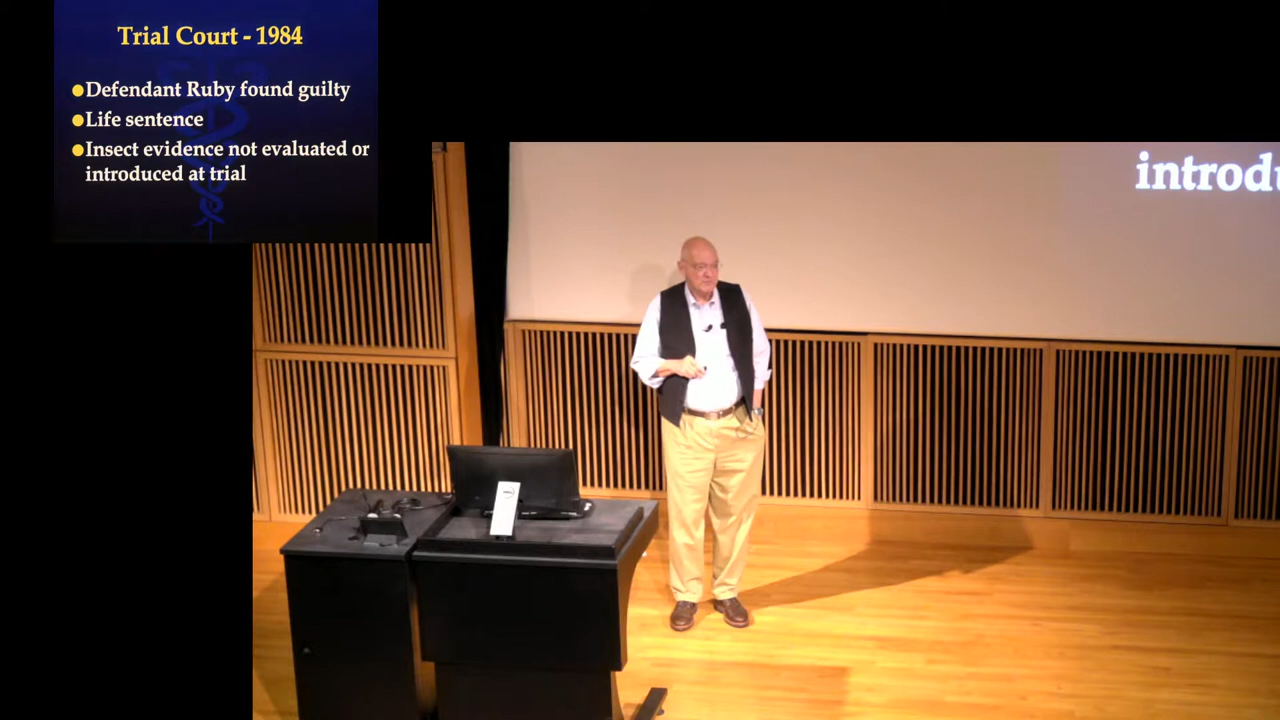 Trial Court - 1984
●Defendant Ruby found guilty
●Life sentence
●Insect evidence not evaluated or
introduced at trial
introdu